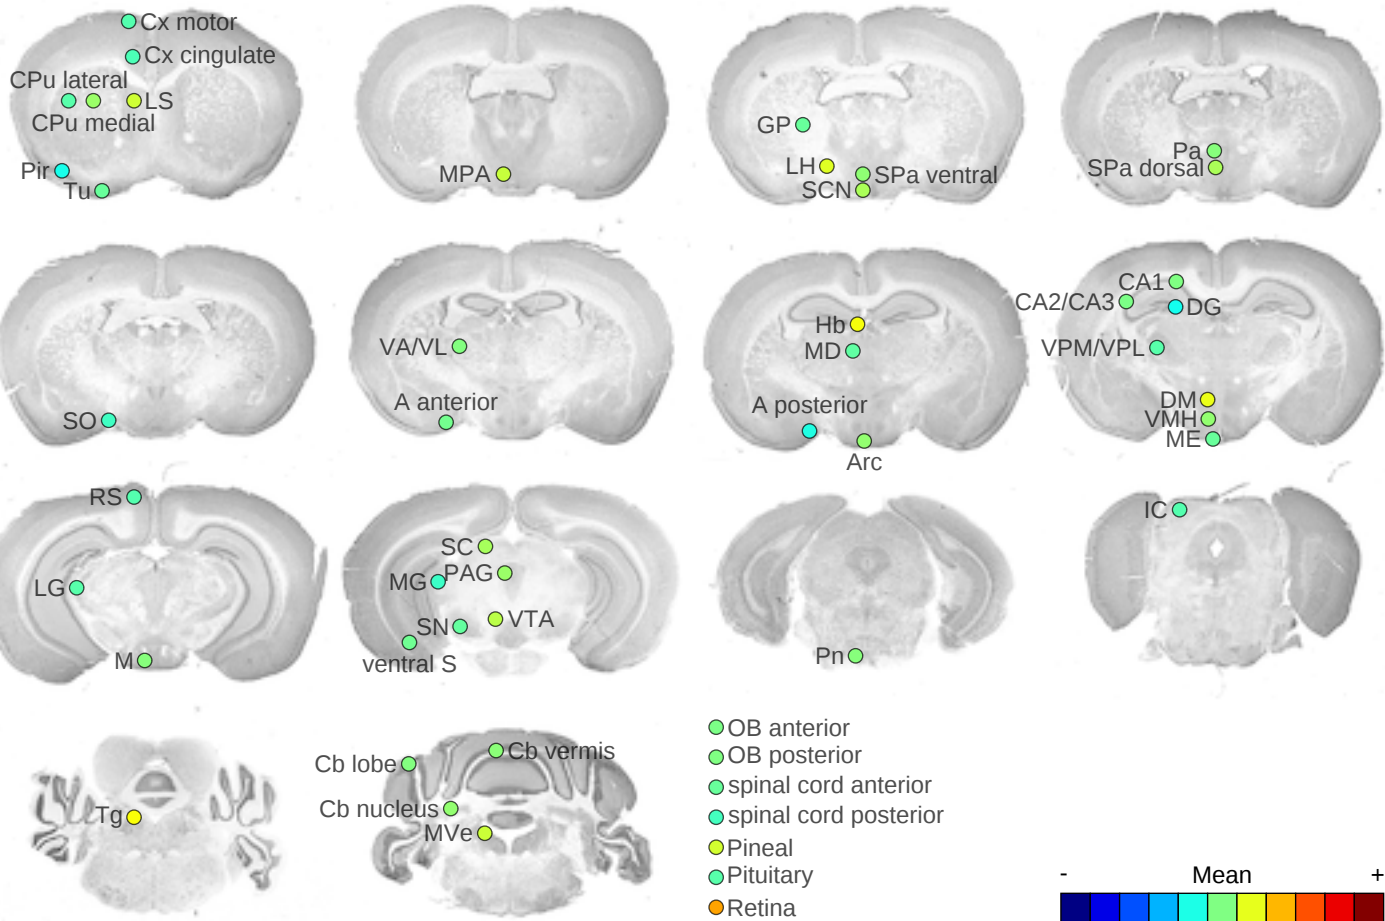 Cx motor
Cx cingulate
CPu lateral
LS
CPu medial
Pir
Tu
MPA
GP
LH
SPa ventral
SCN
Pa
SPa dorsal
SO
VA/VL
A anterior
Hb
MD
A posterior
Arc
CA1
CA2/CA3
DG
VPM/VPL
DM
VMH
ME
RS
LG
M
SC
MG
PAG
SN
VTA
ventral S
Pn
IC
Tg
Cb lobe
Cb vermis
Cb nucleus
MVe
OB anterior
OB posterior
spinal cord anterior
spinal cord posterior
Pineal
Pituitary
Retina
- Mean +